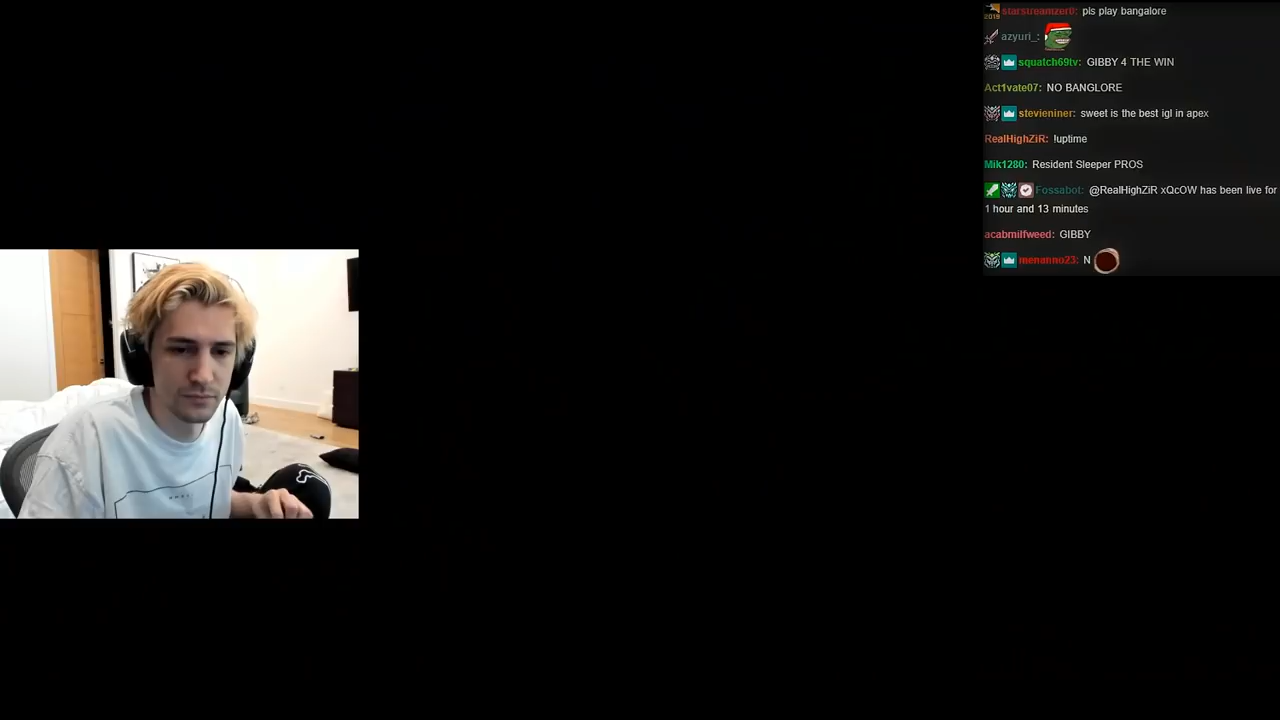 starstreamzer0: pls play bangalore
azyuri_:
squatch69tv: GIBBY 4 THE WIN
Act1vate07: NO BANGLORE
stevieniner: sweet is the best igl in apex
RealHighZiR: !uptime
Mik1280: Resident Sleeper PROS
Fossabot: @RealHighZiR xQcOW has been live for
1 hour and 13 minutes
acabmilfweed: GIBBY
menanno23: N